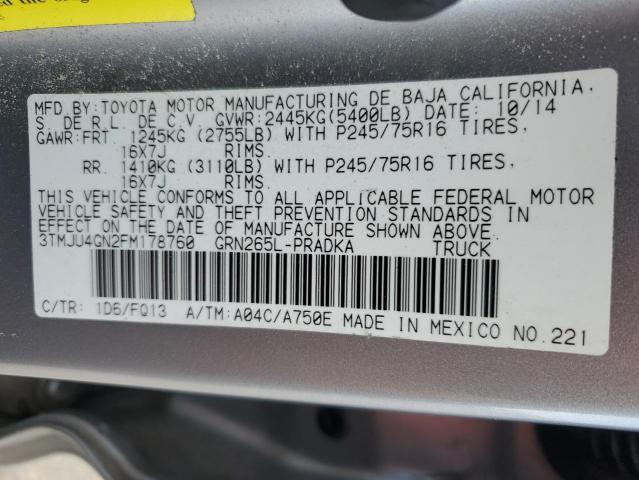 MFD.BY:TOYOTA MOTOR MANUFACTURING DE BAJA CALIFORNIA,
S. DE R.L. DE C.V. GVWR:2445KG(5400LB) DATE: 10/14
GAWR:FRT. 1245KG (2755LB) WITH P245/75R16 TIRES,
16X7J RIMS.
RR. 1410KG (3110LB) WITH P245/75R16 TIRES,
16X7J RIMS.
THIS VEHICLE CONFORMS TO ALL APPLICABLE FEDERAL MOTOR
VEHICLE SAFETY AND THEFT PREVENTION STANDARDS IN
EFFECT ON THE DATE OF MANUFACTURE SHOWN ABOVE.
3TMJU4GN2FM178760 GRN265L-PRADKA TRUCK
C/TR: 1D6/FQ13 A/TM:A04C/A750E MADE IN MEXICO NO.221